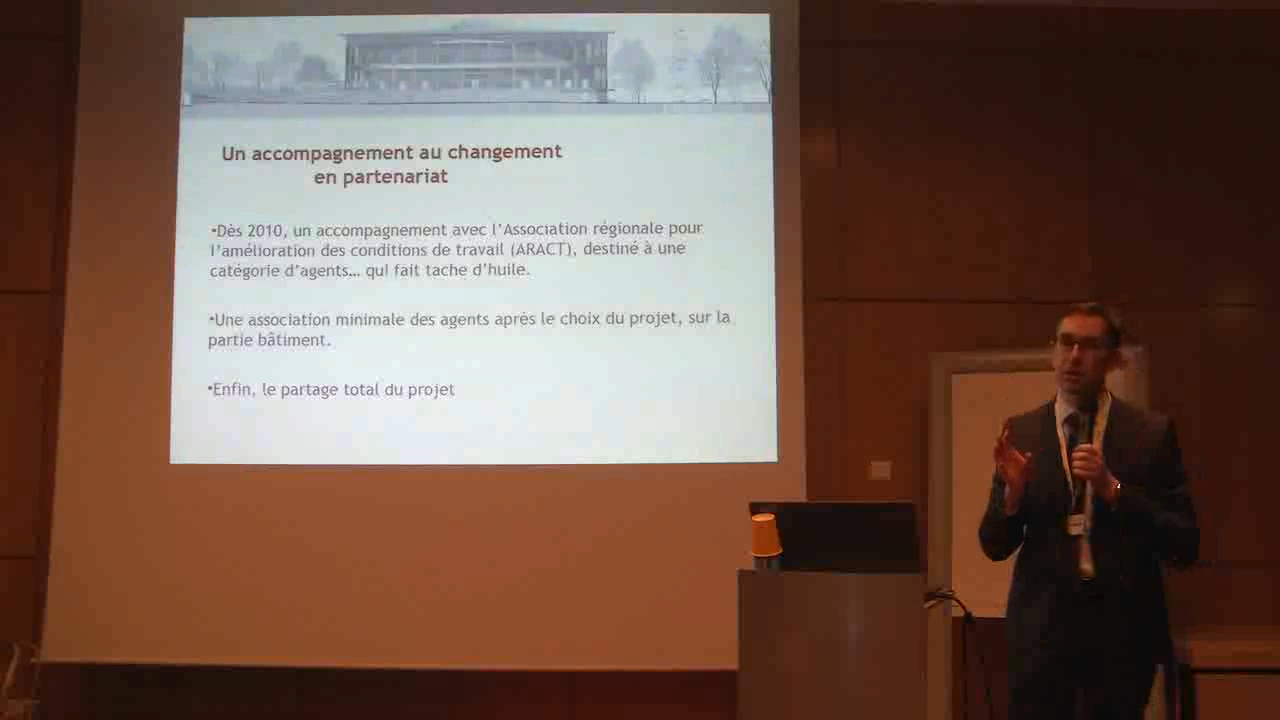 Un accompagnement au changement
en partenariat
•Dès 2010, un accompagnement avec l'Association régionale pour
l'amélioration des conditions de travail (ARACT), destiné à une
catégorie d'agents... qui fait tache d'huile.
•Une association minimale des agents après le choix du projet, sur la
partie bâtiment.
•Enfin, le partage total du projet